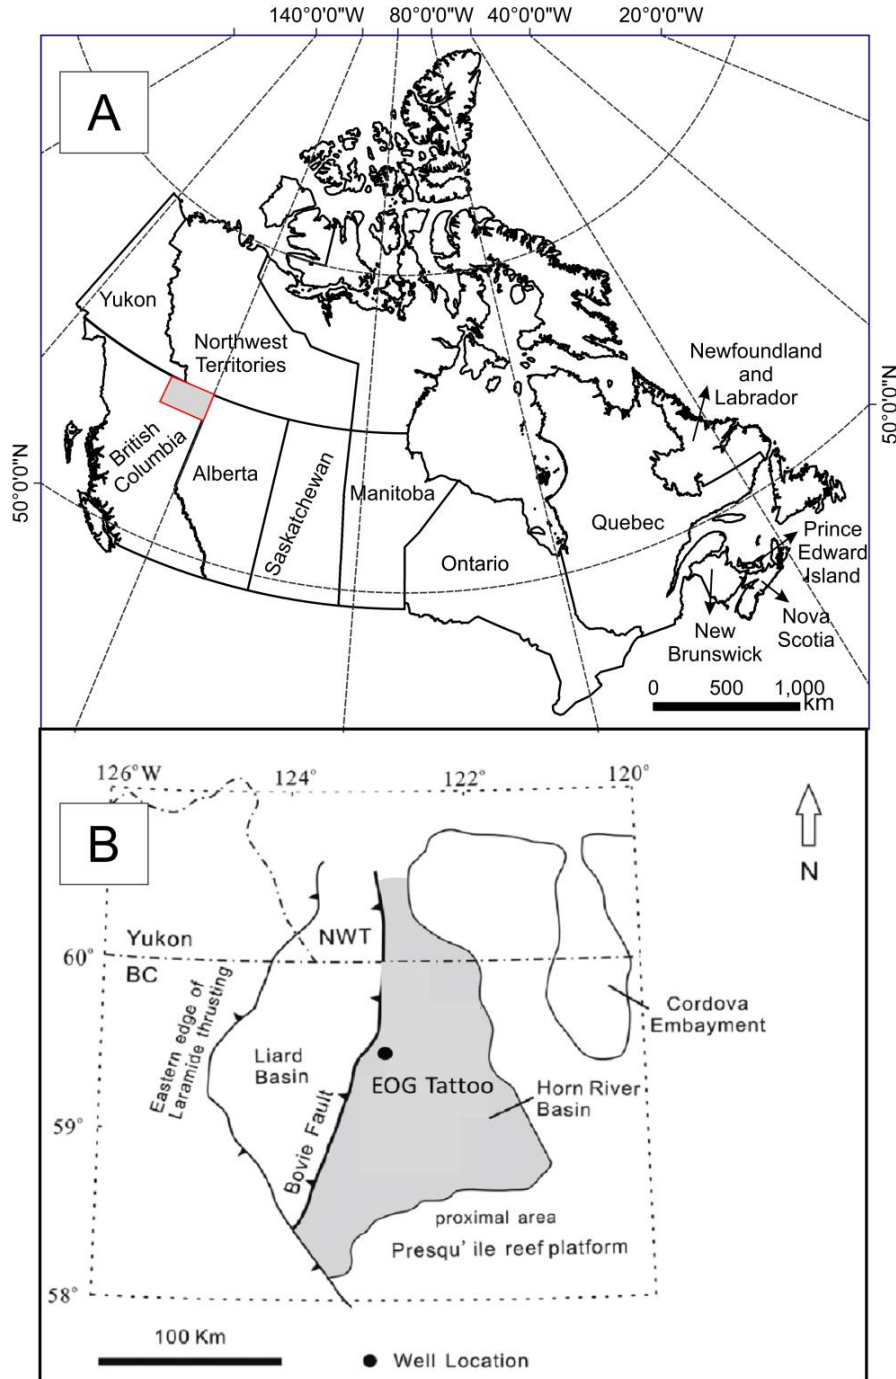 140°0'0"W 80°0'0"W 40°0'0"W 20°0'0"W
A
Yukon
Northwest
Territories
British
Columbia
Alberta
Saskatchewan
Manitoba
Ontario
Quebec
Newfoundland
and
Labrador
Prince
Edward
Island
Nova
Scotia
New
Brunswick
50°0'0"N
50°0'0"N
0 500 1,000
km
126°W 124° 122° 120°
B
N
Yukon
NWT
60°
BC
Eastern edge of
Laramide thrusting
Liard
Basin
Bovie Fault
EOG Tattoo
Horn River
Basin
Cordova
Embayment
59°
proximal area
Presqu' ile reef platform
58°
100 Km
Well Location